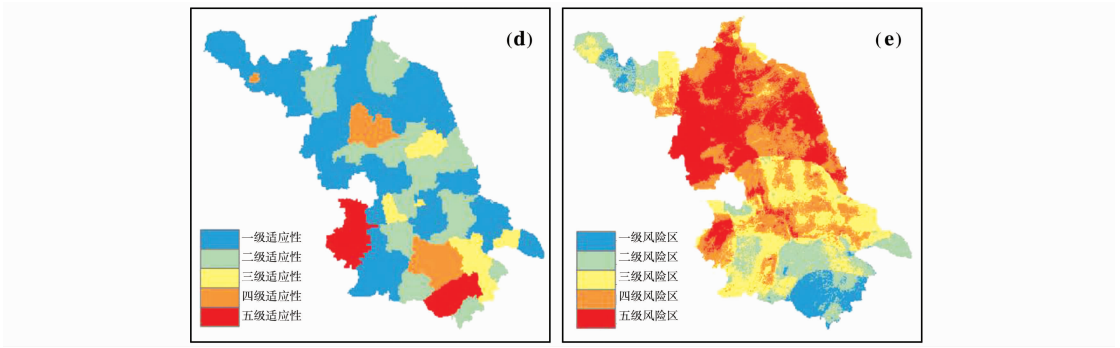 (d)
一级适应性
二级适应性
三级适应性
四级适应性
五级适应性
(e)
一级风险区
二级风险区
三级风险区
四级风险区
五级风险区